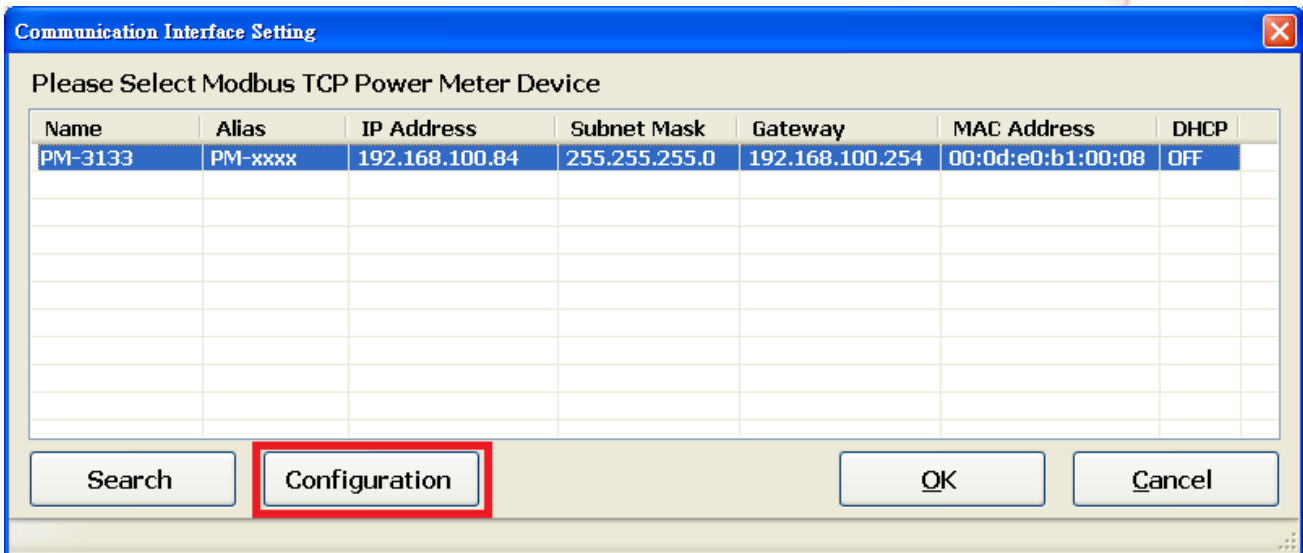 Communication Interface Setting
Please Select Modbus TCP Power Meter Device
Name Alias IP Address Subnet Mask Gateway MAC Address DHCP
PM-3133 PM-xxxx 192.168.100.84 255.255.255.0 192.168.100.254 00:0d:e0:b1:00:08 OFF
Search Configuration OK Cancel